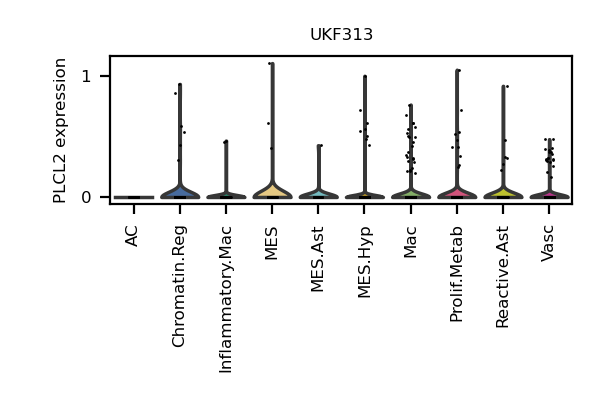 UKF313
PLCL2 expression
1
0
AC
Chromatin.Reg
Inflammatory.Mac
MES
MES.Ast
MES.Hyp
Mac
Prolif.Metab
Reactive.Ast
Vasc